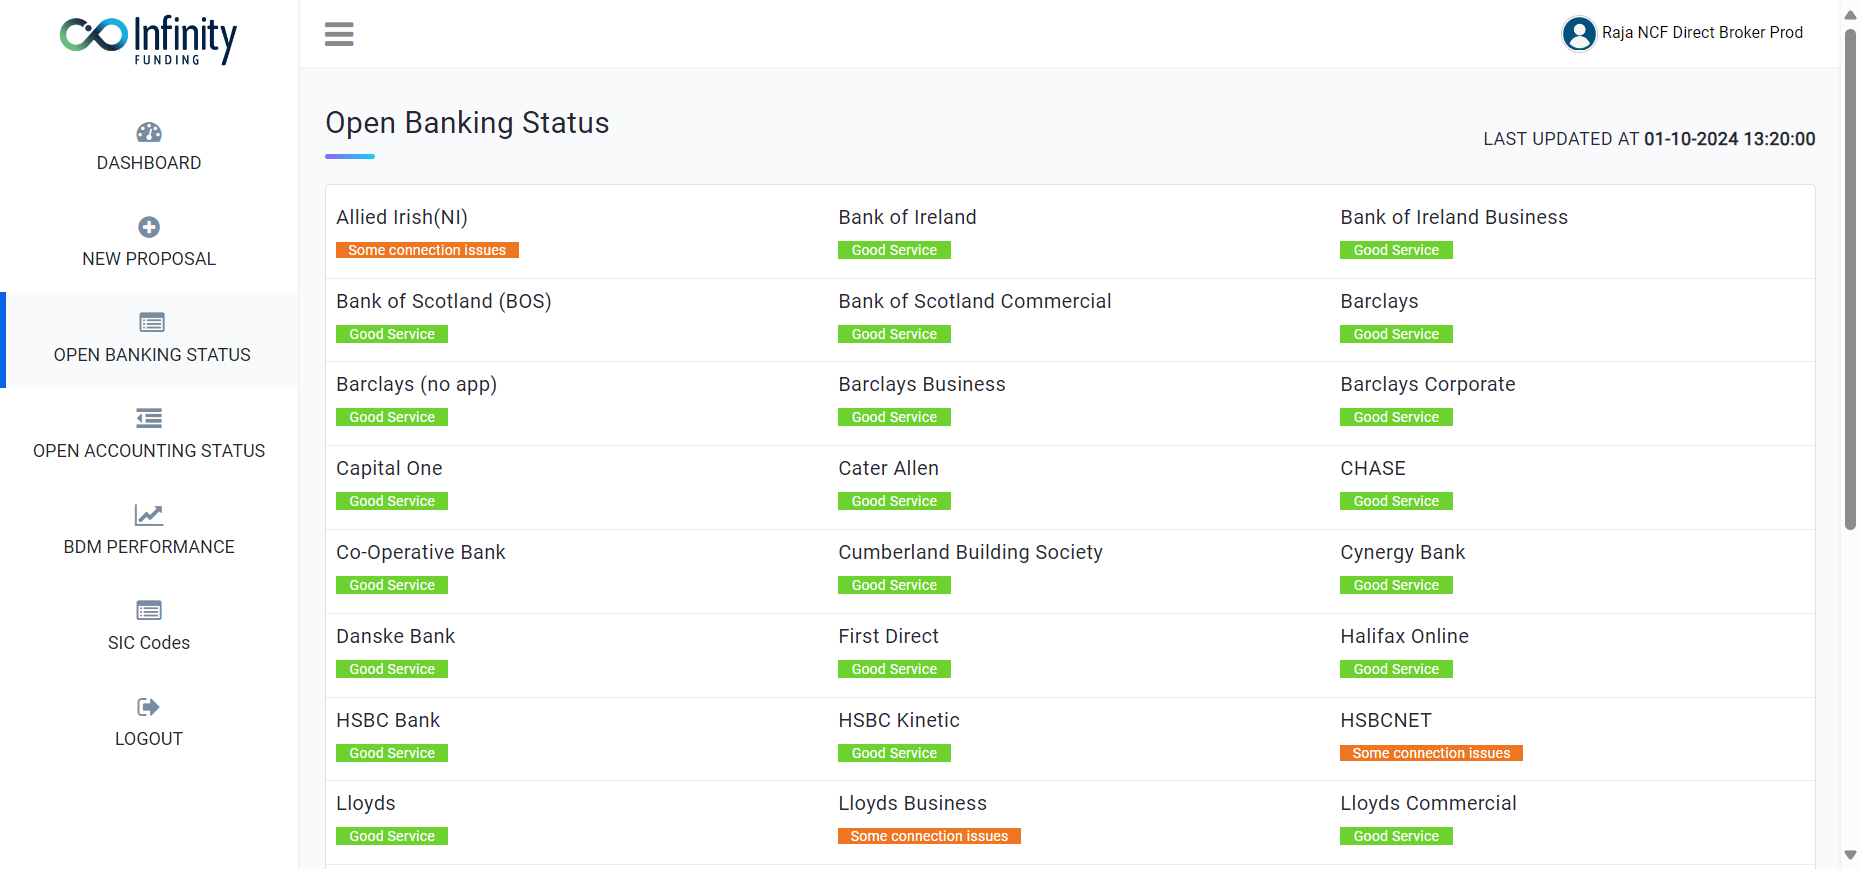 Infinity
FUNDING
Raja NCF Direct Broker Prod
DASHBOARD
NEW PROPOSAL
OPEN BANKING STATUS
OPEN ACCOUNTING STATUS
BDM PERFORMANCE
SIC Codes
LOGOUT
Open Banking Status
LAST UPDATED AT 01-10-2024 13:20:00
Allied Irish(NI) Bank of Ireland Bank of Ireland Business
Some connection issues Good Service Good Service
Bank of Scotland (BOS) Bank of Scotland Commercial Barclays
Good Service Good Service Good Service
Barclays (no app) Barclays Business Barclays Corporate
Good Service Good Service Good Service
Capital One Cater Allen CHASE
Good Service Good Service Good Service
Co-Operative Bank Cumberland Building Society Cynergy Bank
Good Service Good Service Good Service
Danske Bank First Direct Halifax Online
Good Service Good Service Good Service
HSBC Bank HSBC Kinetic HSBCNET
Good Service Good Service Some connection issues
Lloyds Lloyds Business Lloyds Commercial
Good Service Some connection issues Good Service